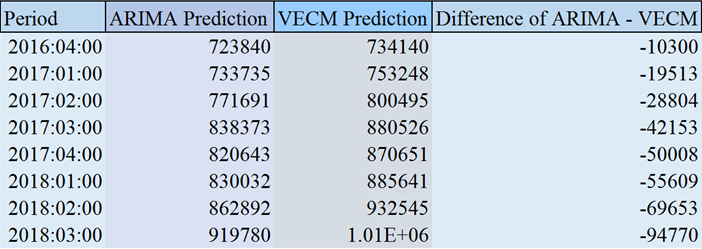 Period ARIMA Prediction VECM Prediction Difference of ARIMA - VECM
2016:04:00 723840 734140 -10300
2017:01:00 733735 753248 -19513
2017:02:00 771691 800495 -28804
2017:03:00 838373 880526 -42153
2017:04:00 820643 870651 -50008
2018:01:00 830032 885641 -55609
2018:02:00 862892 932545 -69653
2018:03:00 919780 1.01E+06 -94770